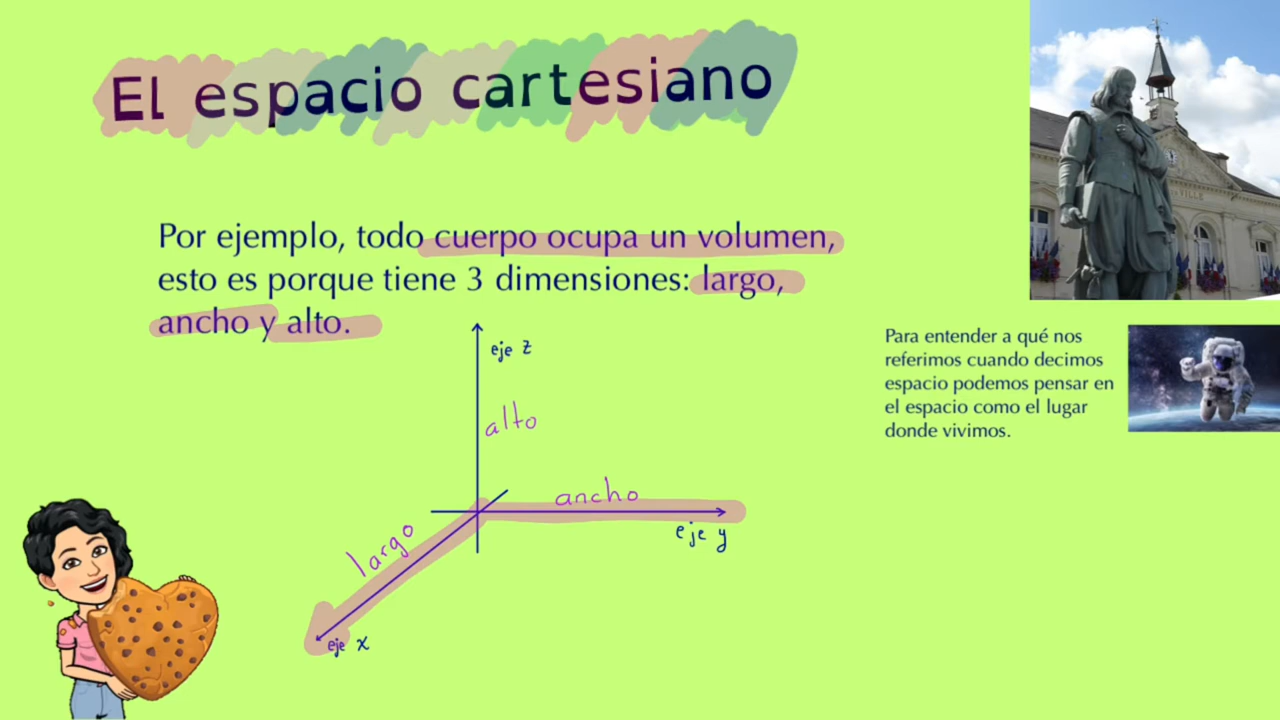 El espacio cartesiano
Por ejemplo, todo cuerpo ocupa un volumen,
esto es porque tiene 3 dimensiones: largo,
ancho y alto.
eje z
alto
ancho
eje y
largo
eje x
Para entender a qué nos
referimos cuando decimos
espacio podemos pensar en
el espacio como el lugar
donde vivimos.
VILLE